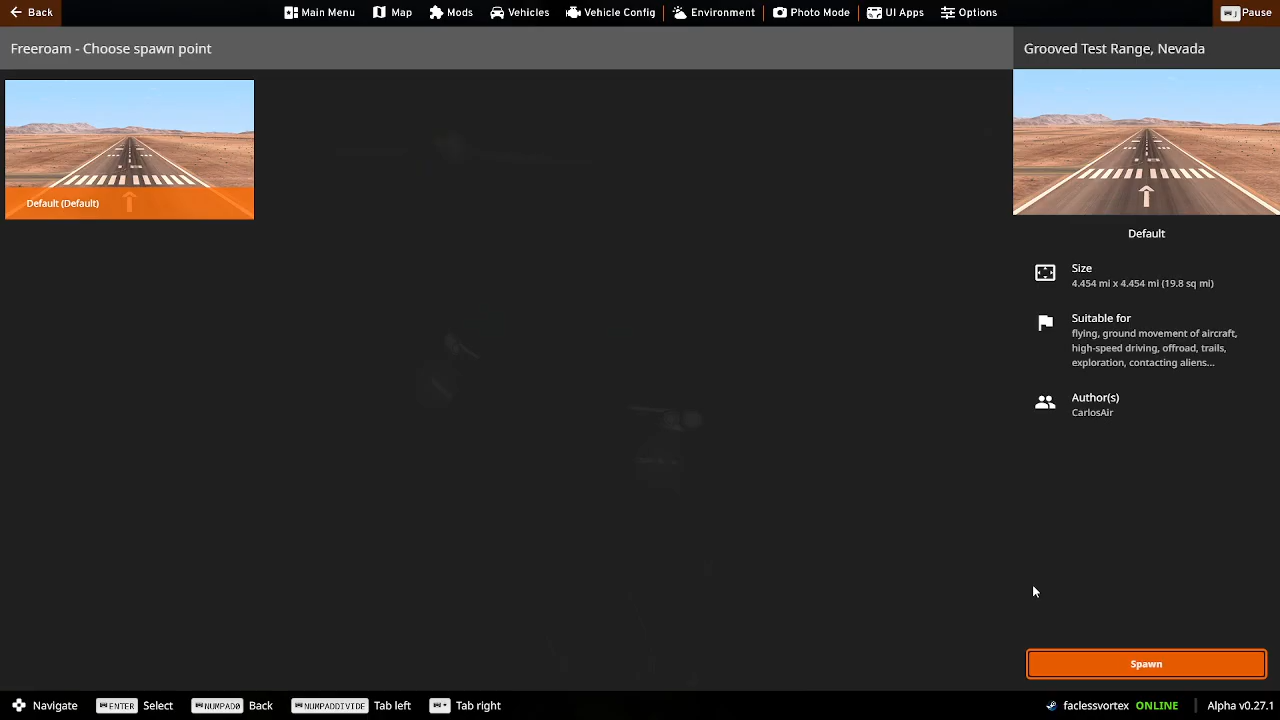 Back
Main Menu
Map
Mods
Vehicles
Vehicle Config
Environment
Photo Mode
UI Apps
Options
J Pause
Freeroam - Choose spawn point
Grooved Test Range, Nevada
Default (Default)
Default
Size
4.454 mi x 4.454 mi (19.8 sq mi)
Suitable for
flying, ground movement of aircraft,
high-speed driving, offroad, trails,
exploration, contacting aliens...
Author(s)
CarlosAir
Spawn
Navigate
ENTER Select
NUMPAD0 Back
NUMPADDIVIDE Tab left
Tab right
faclessvortex ONLINE
Alpha v0.27.1